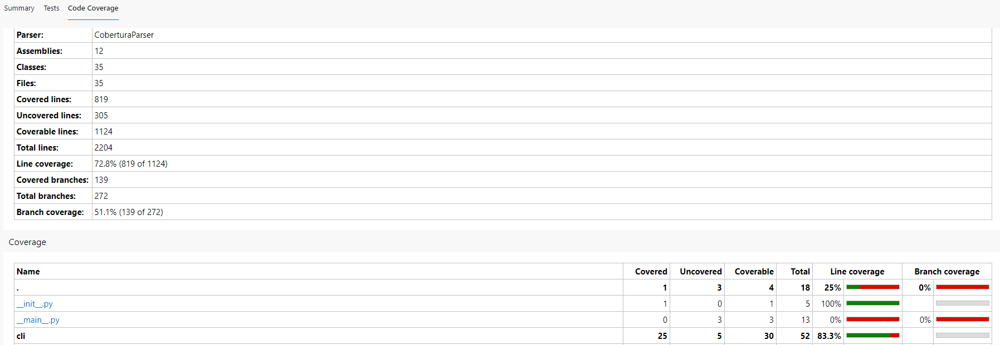 Summary Tests Code Coverage
Parser: CoberturaParser
Assemblies: 12
Classes: 35
Files: 35
Covered lines: 819
Uncovered lines: 305
Coverable lines: 1124
Total lines: 2204
Line coverage: 72.8% (819 of 1124)
Covered branches: 139
Total branches: 272
Branch coverage: 51.1% (139 of 272)
Coverage
Name Covered Uncovered Coverable Total Line coverage Branch coverage
. 1 3 4 18 25% 0%
__init__.py 1 0 1 5 100%
__main__.py 0 3 3 13 0% 0%
cli 25 5 30 52 83.3%